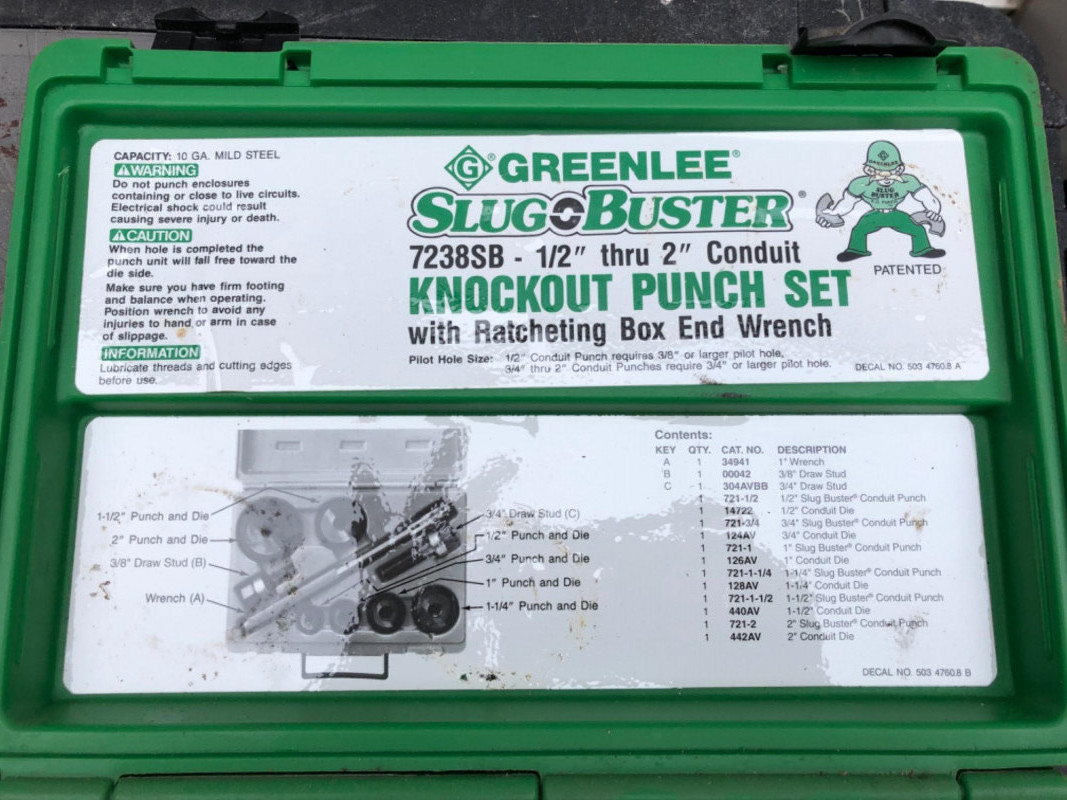 CAPACITY: 10 GA. MILD STEEL
WARNING
Do not punch enclosures
containing or close to live circuits.
Electrical shock could result
causing severe injury or death.
CAUTION
When hole is completed the
punch unit will fall free toward the
die side.
Make sure you have firm footing
and balance when operating.
Position wrench to avoid any
injuries to hand or arm in case
of slippage.
INFORMATION
Lubricate threads and cutting edges
before use.
G® GREENLEE®
SLUG BUSTER®
7238SB - 1/2" thru 2" Conduit
KNOCKOUT PUNCH SET
with Ratcheting Box End Wrench
Pilot Hole Size: 1/2" Conduit Punch requires 3/8" or larger pilot hole,
3/4" thru 2" Conduit Punches require 3/4" or larger pilot hole.
DECAL NO. 503 4760.8 A
GREENLEE
SLUG
BUSTER
PATENTED
1-1/2" Punch and Die
2" Punch and Die
3/8" Draw Stud (B)
Wrench (A)
3/4" Draw Stud (C)
1/2" Punch and Die
3/4" Punch and Die
1" Punch and Die
1-1/4" Punch and Die
Contents:
KEY QTY. CAT. NO. DESCRIPTION
A 1 34941 1" Wrench
B 1 00042 3/8" Draw Stud
C 1 304AVBB 3/4" Draw Stud
1 721-1/2 1/2" Slug Buster® Conduit Punch
1 14722 1/2" Conduit Die
1 721-3/4 3/4" Slug Buster® Conduit Punch
1 124AV 3/4" Conduit Die
1 721-1 1" Slug Buster® Conduit Punch
1 126AV 1" Conduit Die
1 721-1-1/4 1-1/4" Slug Buster® Conduit Punch
1 128AV 1-1/4" Conduit Die
1 721-1-1/2 1-1/2" Slug Buster® Conduit Punch
1 440AV 1-1/2" Conduit Die
1 721-2 2" Slug Buster® Conduit Punch
1 442AV 2" Conduit Die
DECAL NO. 503 4760.8 B